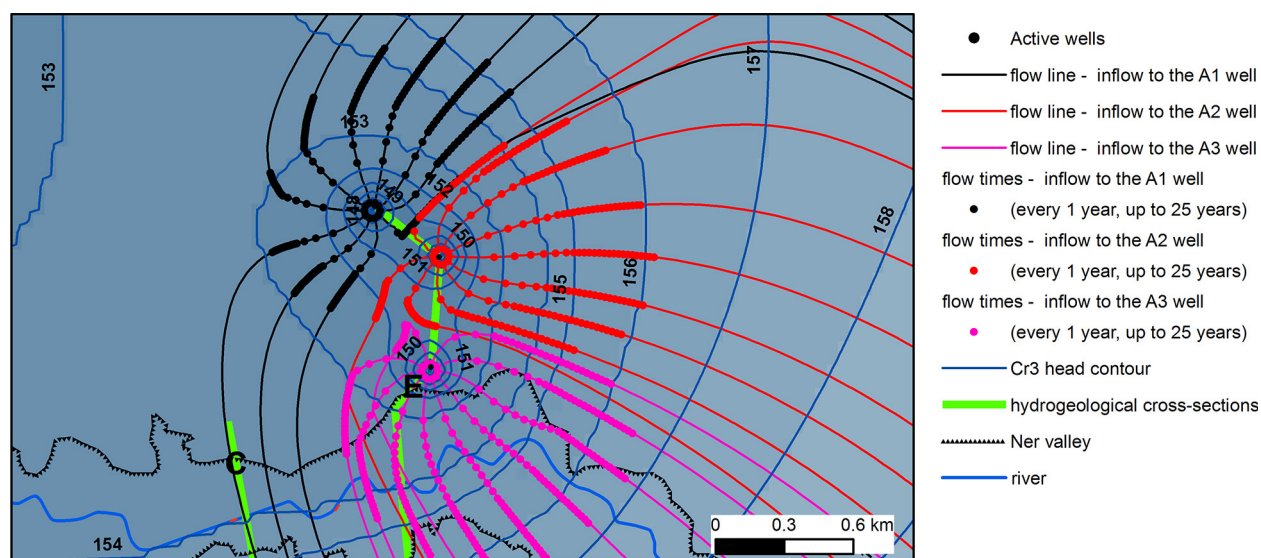 153
153
149
148
152
151
150
150
151
155
156
157
158
154
E
C
0 0.3 0.6 km
Active wells
flow line - inflow to the A1 well
flow line - inflow to the A2 well
flow line - inflow to the A3 well
flow times - inflow to the A1 well
(every 1 year, up to 25 years)
flow times - inflow to the A2 well
(every 1 year, up to 25 years)
flow times - inflow to the A3 well
(every 1 year, up to 25 years)
Cr3 head contour
hydrogeological cross-sections
Ner valley
river